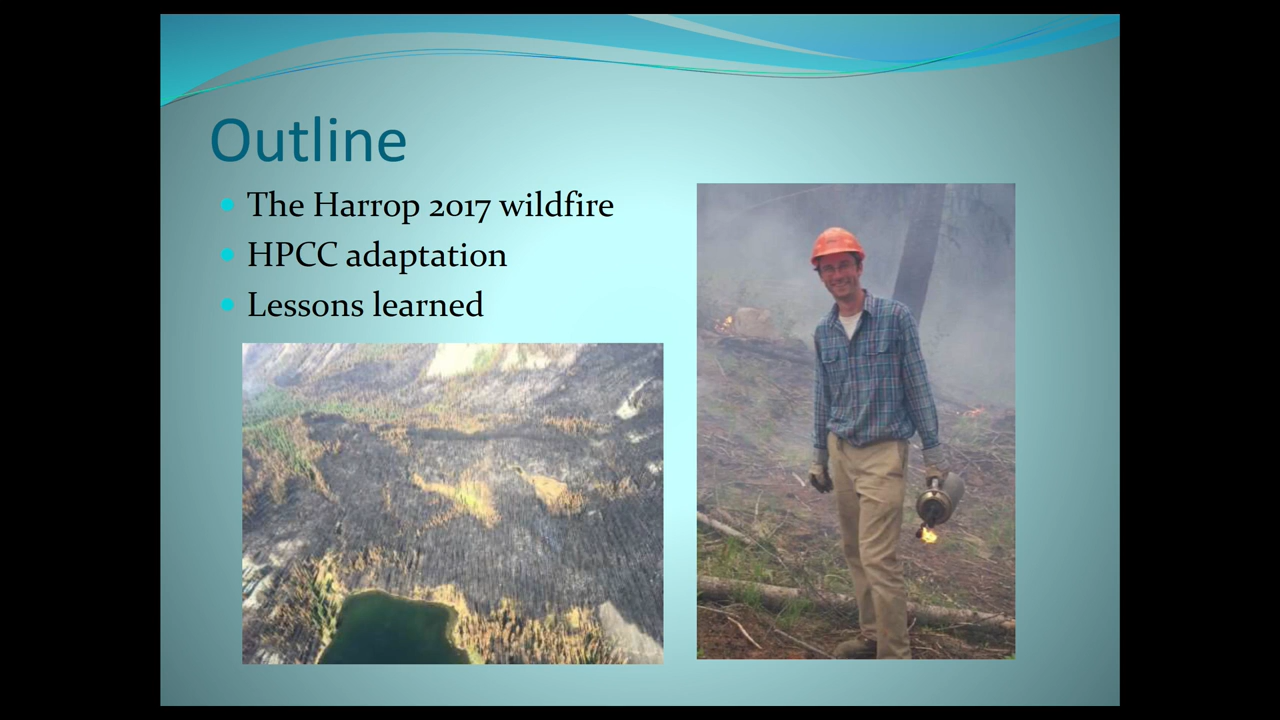 Outline
The Harrop 2017 wildfire
HPCC adaptation
Lessons learned